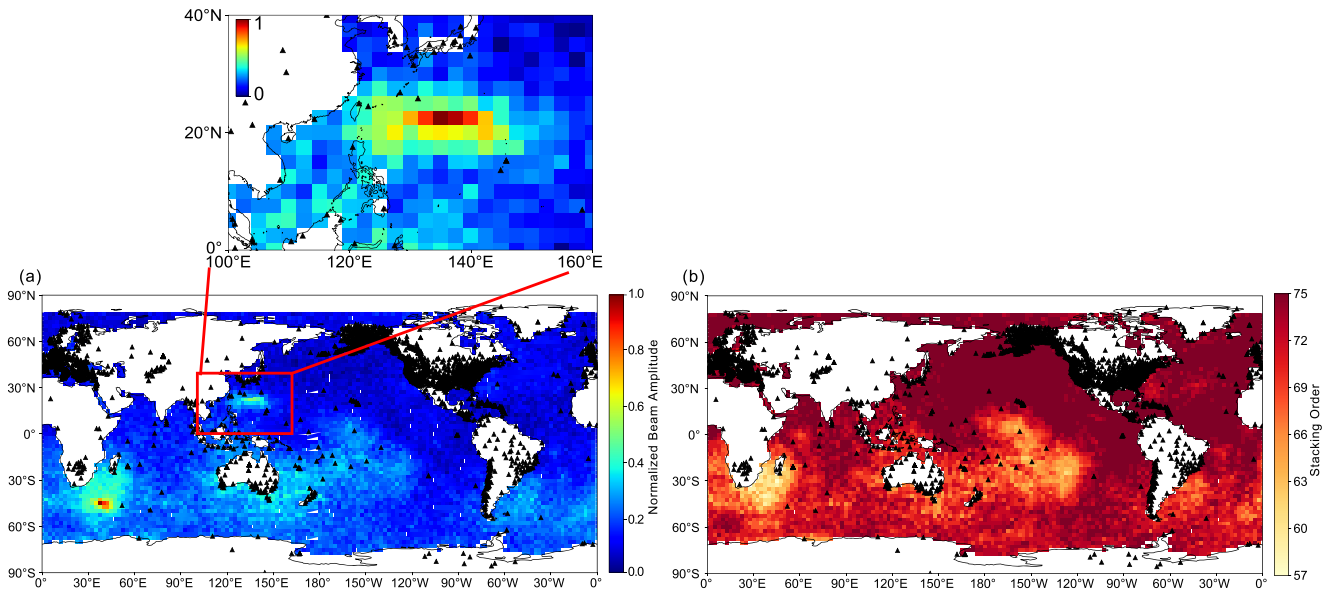 40°N
1
0
20°N
0°
100°E 120°E 140°E 160°E
(a)
(b)
90°N
60°N
30°N
0°
30°S
60°S
90°S
0° 30°E 60°E 90°E 120°E 150°E 180° 150°W 120°W 90°W 60°W 30°W 0°
1.0
0.8
0.6
0.4
0.2
0.0
Normalized Beam Amplitude
90°N
60°N
30°N
0°
30°S
60°S
90°S
0° 30°E 60°E 90°E 120°E 150°E 180° 150°W 120°W 90°W 60°W 30°W 0°
75
72
69
66
63
60
57
Stacking Order